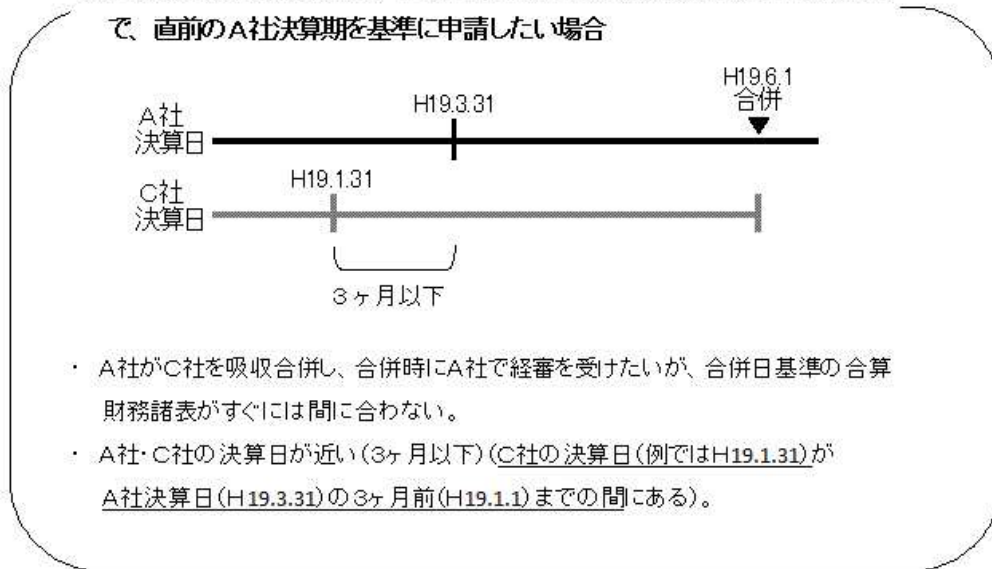 で、直前のA社決算期を基準に申請したい場合
H19.6.1
合併
H19.3.31
A社
決算日
H19.1.31
C社
決算日
3ヶ月以下
・ A社がC社を吸収合併し、合併時にA社で経審を受けたいが、合併日基準の合算
財務諸表がすぐには間に合わない。
・ A社・C社の決算日が近い(3ヶ月以下)(C社の決算日(例ではH19.1.31)が
A社決算日(H19.3.31)の3ヶ月前(H19.1.1)までの間にある)。